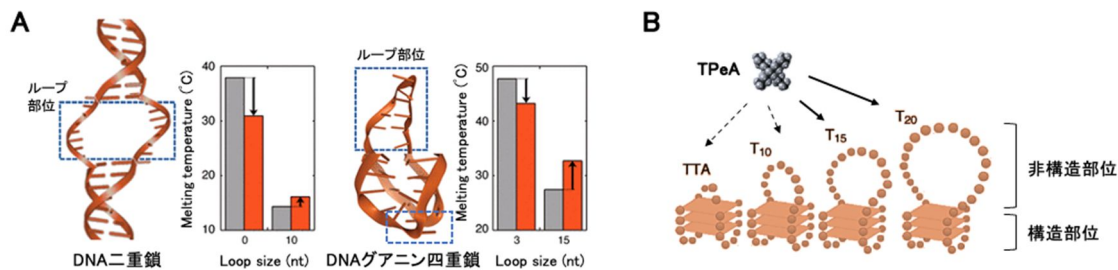 A
ループ
部位
Melting temperature (°C)
40
30
20
10
0
10
Loop size (nt)
DNA二重鎖
ループ部位
Melting temperature (°C)
50
40
30
20
3
15
Loop size (nt)
DNAグアニン四重鎖
B
TPeA
TTA
T10
T15
T20
非構造部位
構造部位